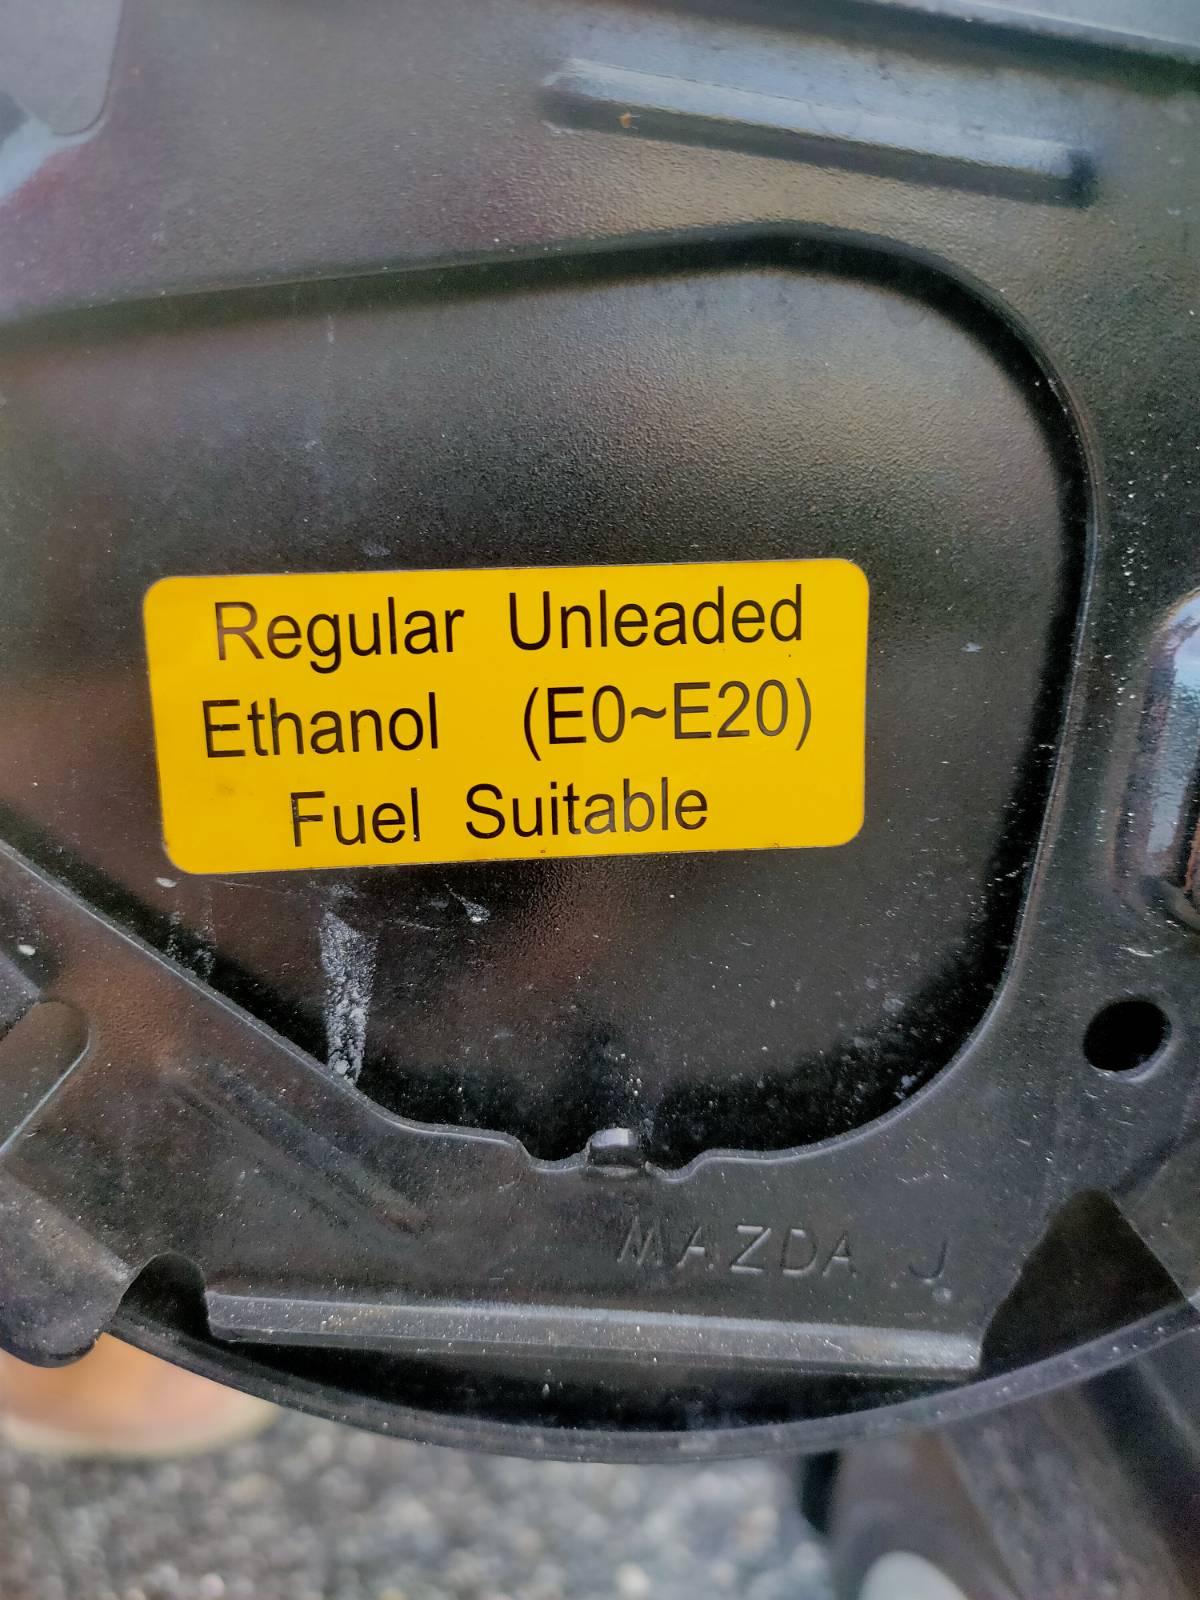 Regular Unleaded
Ethanol (E0~E20)
Fuel Suitable
MAZDA J